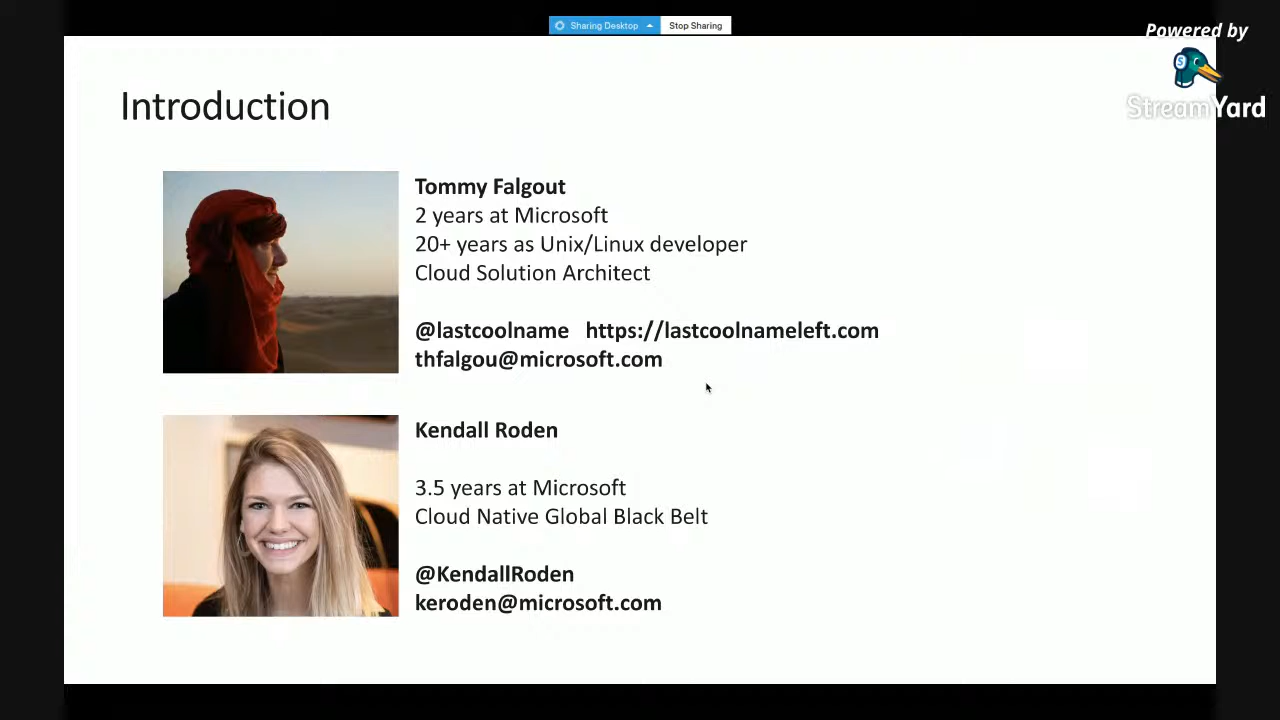 Sharing Desktop Stop Sharing
Powered by
StreamYard
Introduction
Tommy Falgout
2 years at Microsoft
20+ years as Unix/Linux developer
Cloud Solution Architect
@lastcoolname https://lastcoolnameleft.com
thfalgou@microsoft.com
Kendall Roden
3.5 years at Microsoft
Cloud Native Global Black Belt
@KendallRoden
keroden@microsoft.com